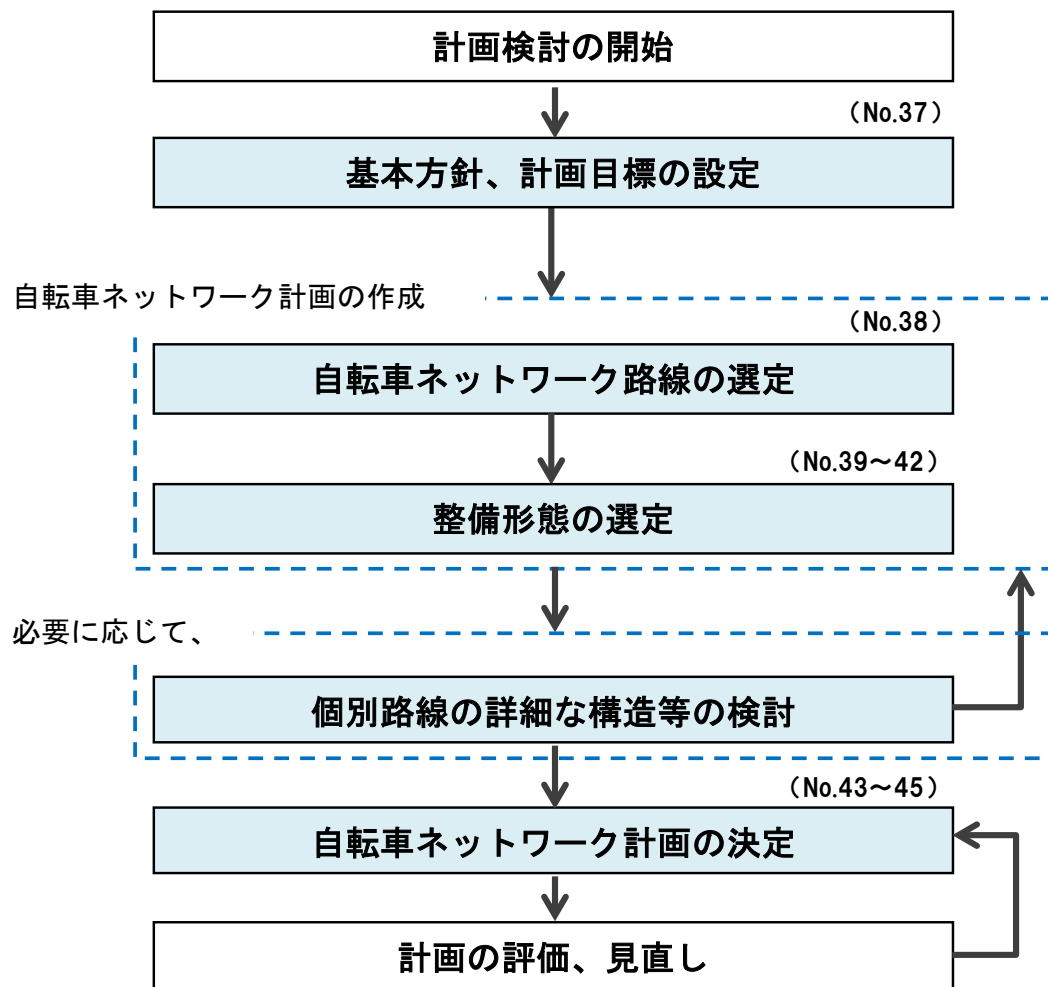 計画検討の開始
（No.37）
基本方針、計画目標の設定
自転車ネットワーク計画の作成
（No.38）
自転車ネットワーク路線の選定
（No.39～42）
整備形態の選定
必要に応じて、
個別路線の詳細な構造等の検討
（No.43～45）
自転車ネットワーク計画の決定
計画の評価、見直し